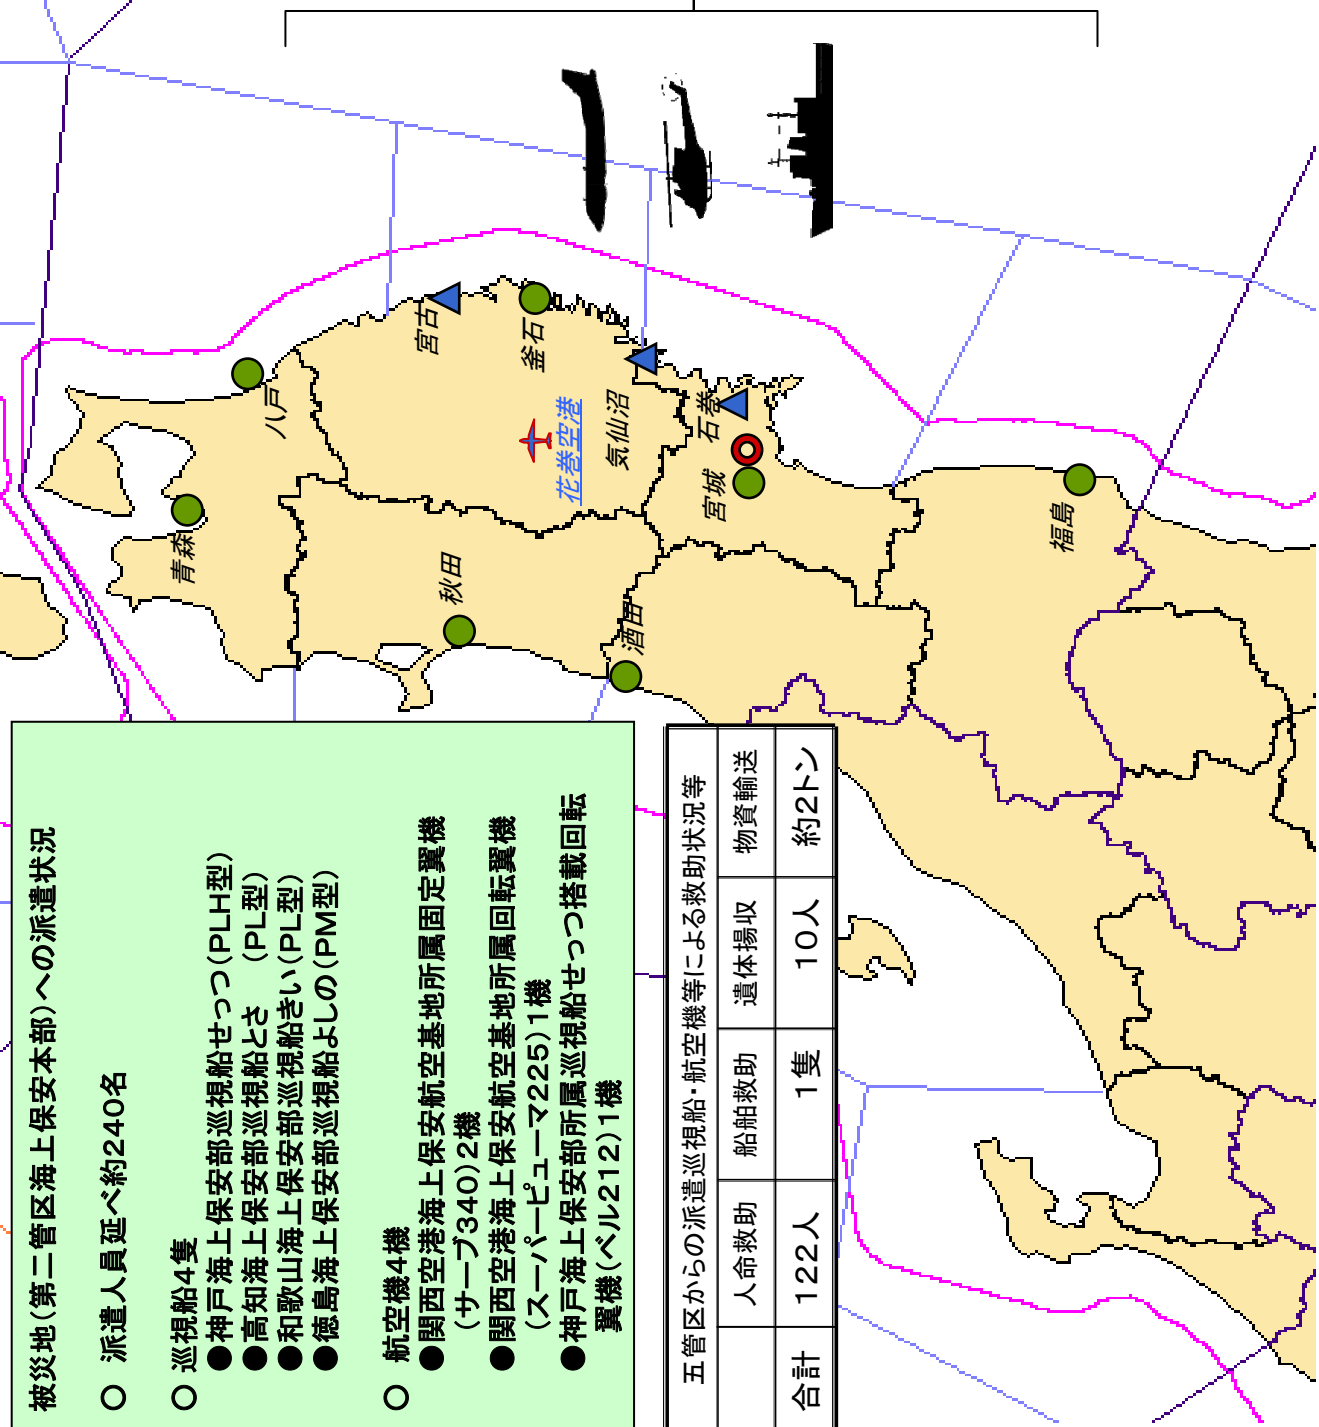 被災地（第二管区海上保安本部）への派遣状況
○ 派遣人員延べ約240名
○ 巡視船4隻
●神戸海上保安部巡視船せっつ（PLH型）
●高知海上保安部巡視船とさ （PL型）
●和歌山海上保安部巡視船きい（PL型）
●徳島海上保安部巡視船よしの（PM型）
○ 航空機4機
●関西空港海上保安航空基地所属固定翼機
（サーブ340）2機
●関西空港海上保安航空基地所属回転翼機
（スーパーピューマ225）1機
●神戸海上保安部所属巡視船せっつ搭載回転
翼機（ベル212）1機
五管区からの派遣巡視船・航空機等による救助状況等
人命救助 船舶救助 遺体揚収 物資輸送
合計 122人 1隻 10人 約2トン
青森
八戸
宮古
釜石
秋田
花巻空港
気仙沼
酒田
石巻
宮城
福島